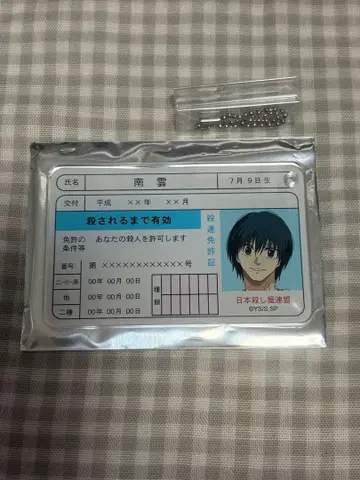 氏名 南雲 7月9日生
交付 平成 ××年 ××月
殺されるまで有効
免許の条件等 あなたの殺人を許可します
番号 第 ×××××××××××× 号
二・小・原 00年 00月 00日
他 00年 00月 00日
二種 00年 00月 00日
種類
殺連免許証
日本殺し屋連盟
©YS/S,SP